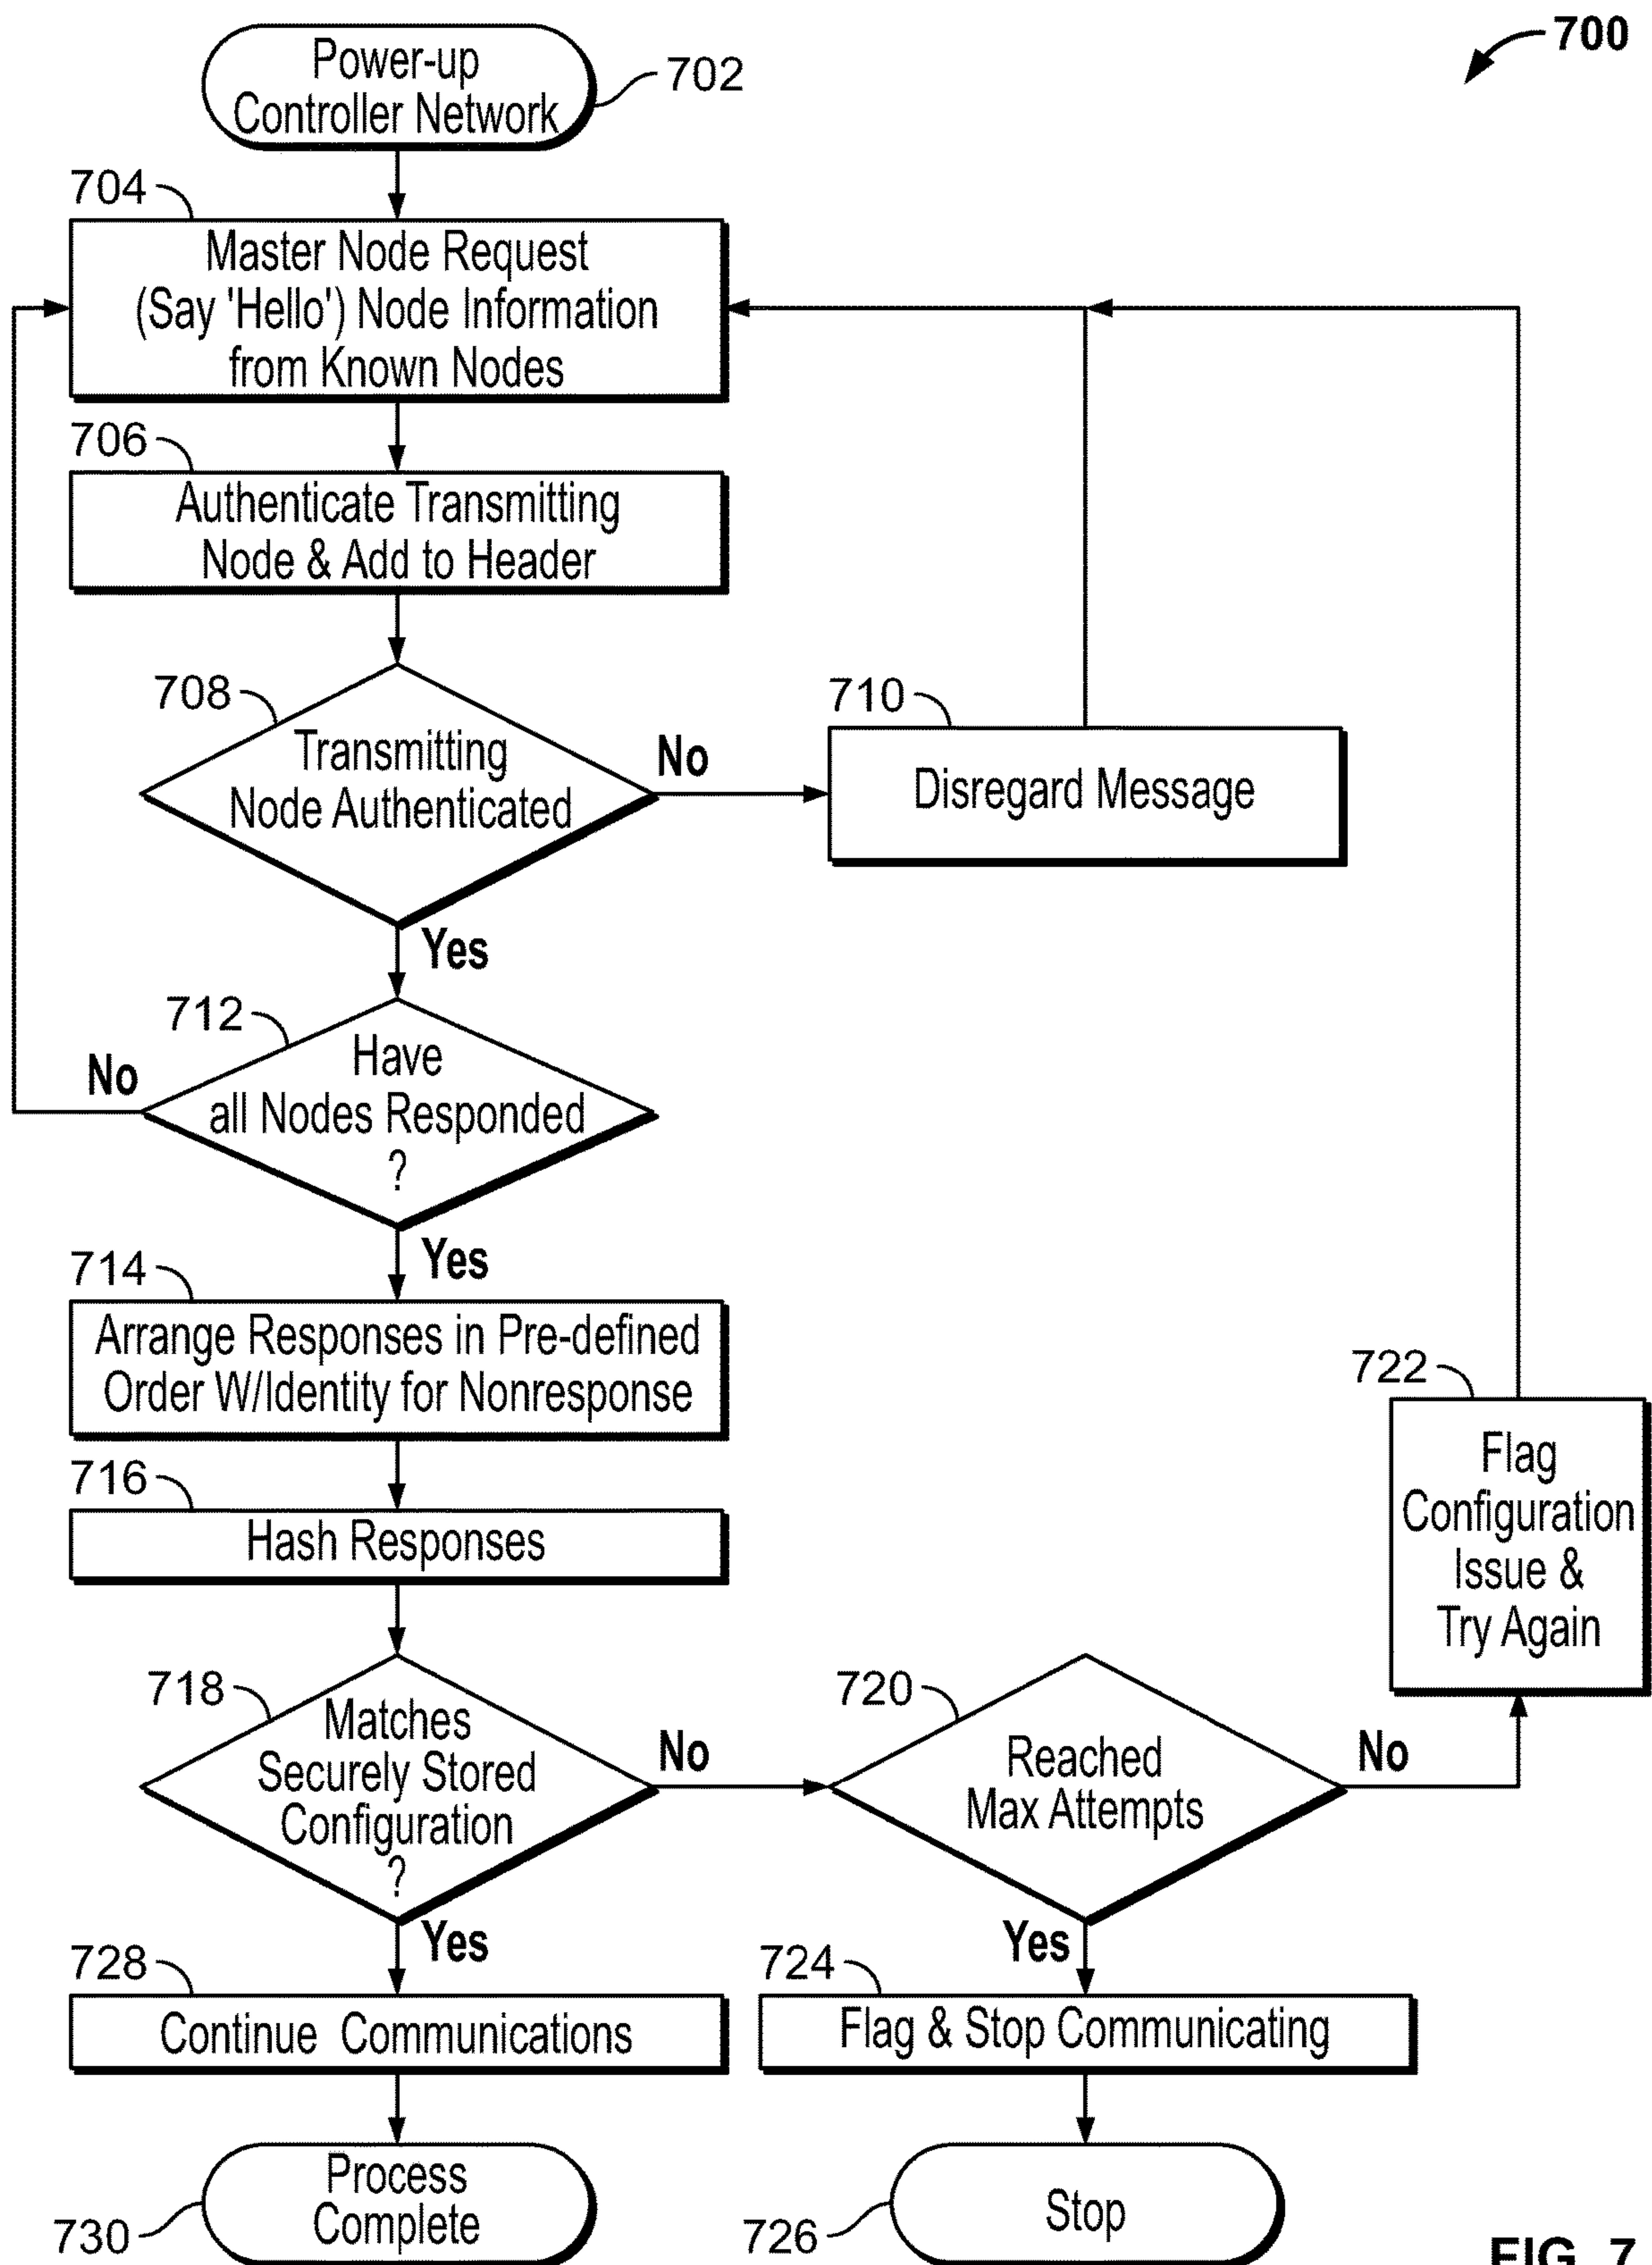 700
Power-up
Controller Network
702
704
Master Node Request
(Say 'Hello') Node Information
from Known Nodes
706
Authenticate Transmitting
Node & Add to Header
708
Transmitting
Node Authenticated
No
710
Disregard Message
Yes
712
Have
all Nodes Responded
?
No
Yes
714
Arrange Responses in Pre-defined
Order W/Identity for Nonresponse
716
Hash Responses
718
Matches
Securely Stored
Configuration
?
No
720
Reached
Max Attempts
No
722
Flag
Configuration
Issue &
Try Again
Yes
728
Continue Communications
Yes
724
Flag & Stop Communicating
730
Process
Complete
726
Stop
FIG. 7